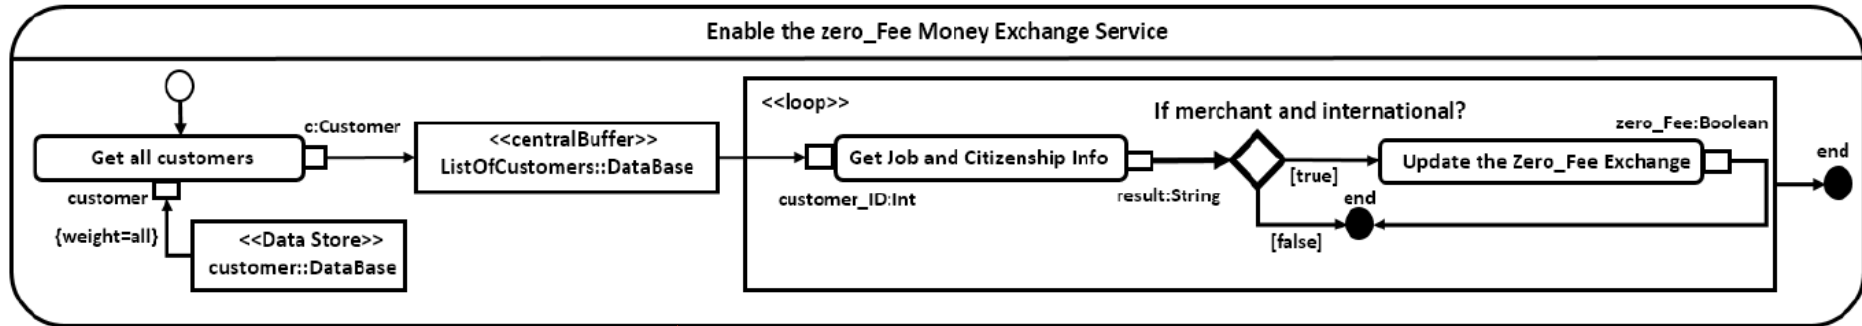 Enable the zero_Fee Money Exchange Service
Get all customers
c:Customer
customer
{weight=all}
<<Data Store>>
customer::DataBase
<<centralBuffer>>
ListOfCustomers::DataBase
<<loop>>
customer_ID:Int
Get Job and Citizenship Info
result:String
If merchant and international?
[true]
[false]
end
Update the Zero_Fee Exchange
zero_Fee:Boolean
end